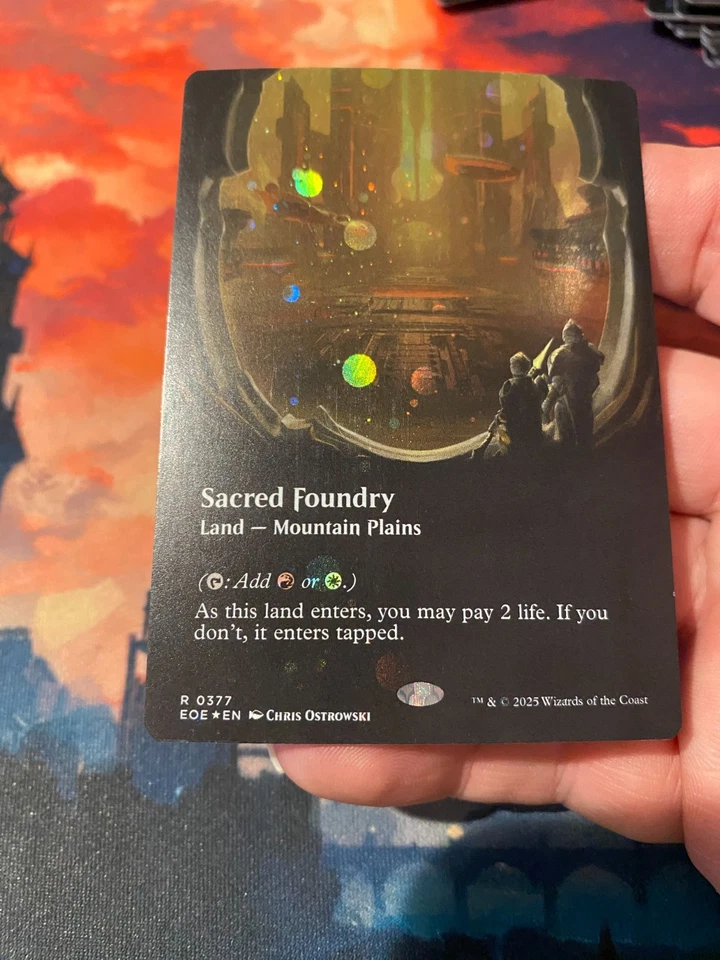 Sacred Foundry
Land — Mountain Plains
(: Add or .)
As this land enters, you may pay 2 life. If you
don't, it enters tapped.
R 0377
EOE★EN Chris Ostrowski
™ & © 2025 Wizards of the Coast